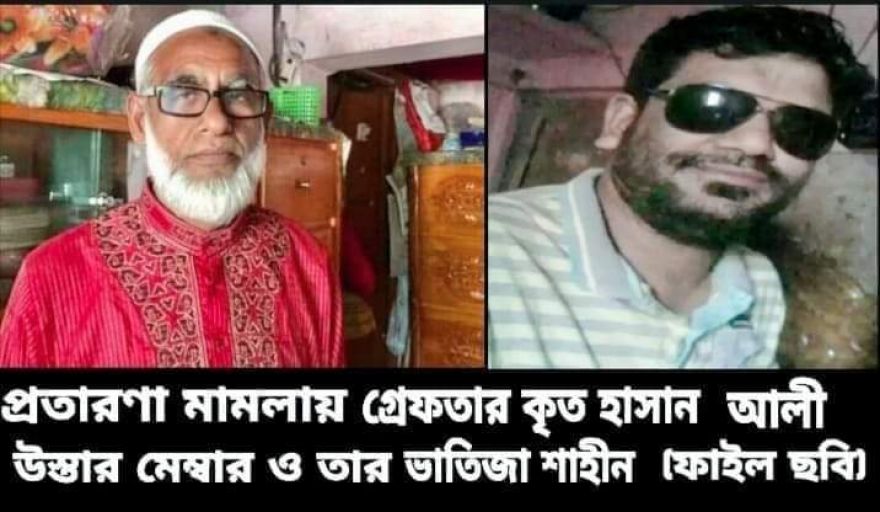 প্রতারণা মামলায় গ্রেফতার কৃত হাসান আলী
উস্তার মেম্বার ও তার ভাতিজা শাহীন (ফাইল ছবি)